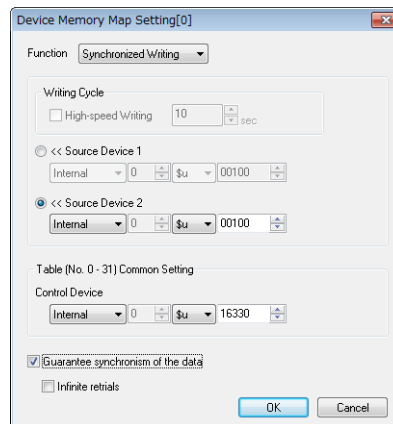 Device Memory Map Setting[0]
Function Synchronized Writing
Writing Cycle
High-speed Writing 10 sec
<< Source Device 1
Internal 0 $u 00100
<< Source Device 2
Internal 0 $u 00100
Table (No. 0 - 31) Common Setting
Control Device
Internal 0 $u 16330
Guarantee synchronism of the data
Infinite retrials
OK Cancel